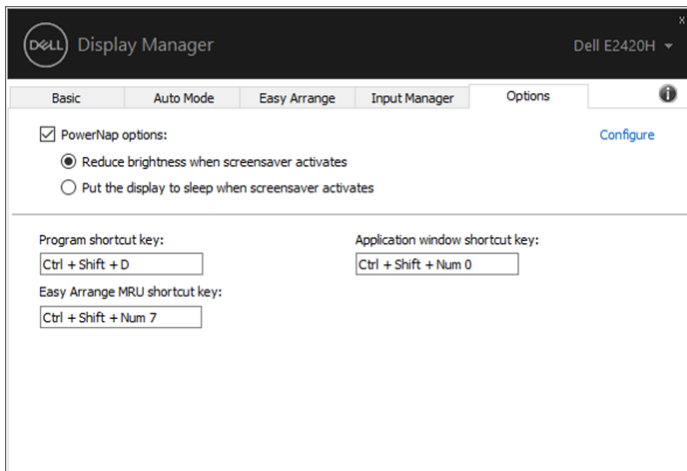 x
DELL Display Manager Dell E2420H
Basic Auto Mode Easy Arrange Input Manager Options i
PowerNap options: Configure
Reduce brightness when screensaver activates
Put the display to sleep when screensaver activates
Program shortcut key: Application window shortcut key:
Ctrl + Shift + D Ctrl + Shift + Num 0
Easy Arrange MRU shortcut key:
Ctrl + Shift + Num 7